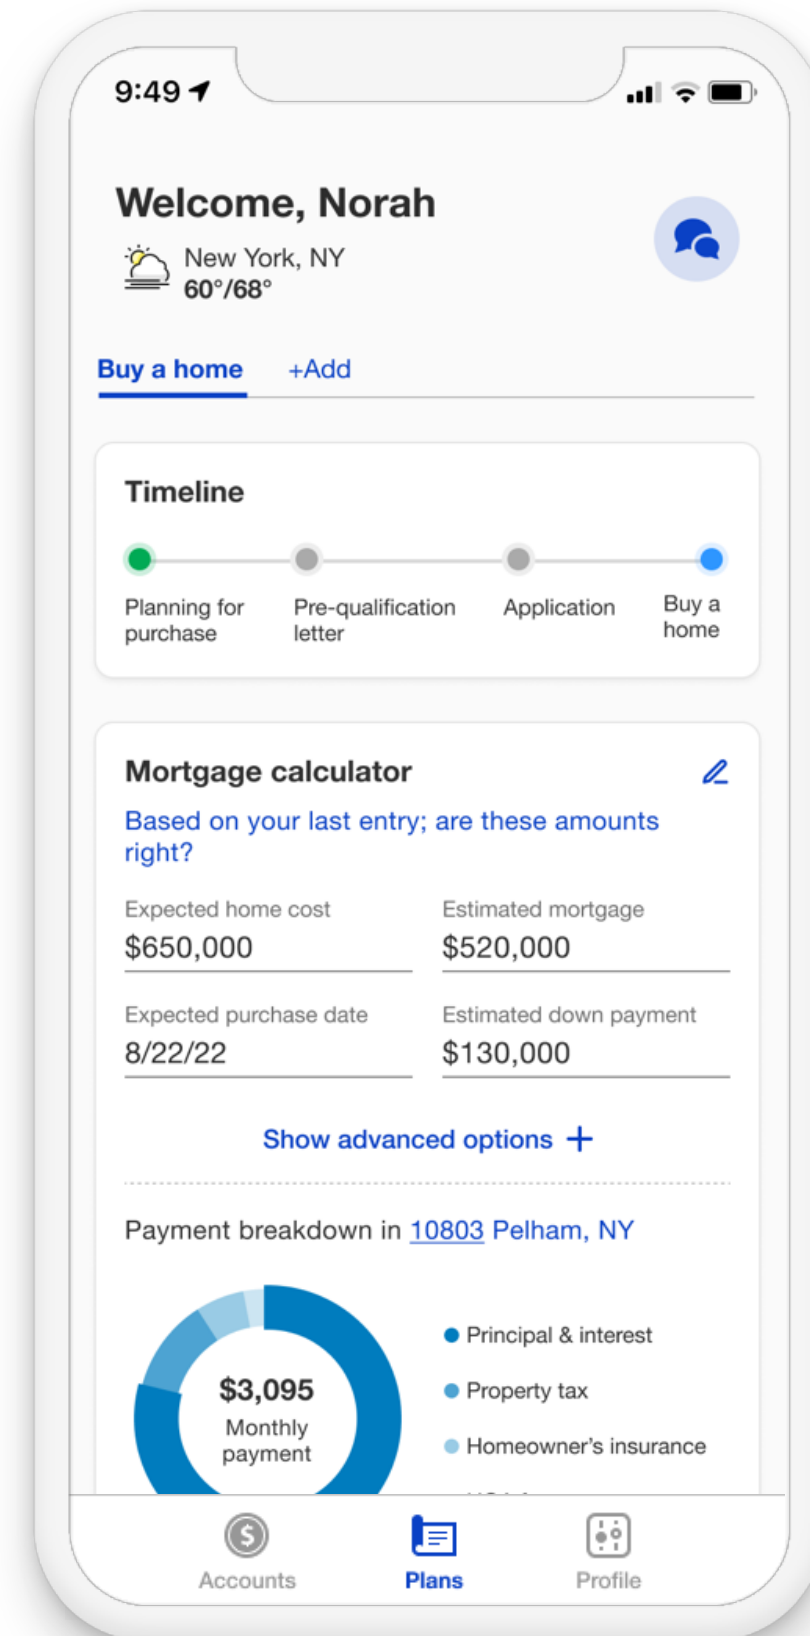 9:49
Welcome, Norah
New York, NY
60°/68°
Buy a home
+Add
Timeline
Planning for
purchase
Pre-qualification
letter
Application
Buy a
home
Mortgage calculator
Based on your last entry; are these amounts
right?
Expected home cost
$650,000
Estimated mortgage
$520,000
Expected purchase date
8/22/22
Estimated down payment
$130,000
Show advanced options +
Payment breakdown in 10803 Pelham, NY
$3,095
Monthly
payment
Principal & interest
Property tax
Homeowner’s insurance
Accounts
Plans
Profile